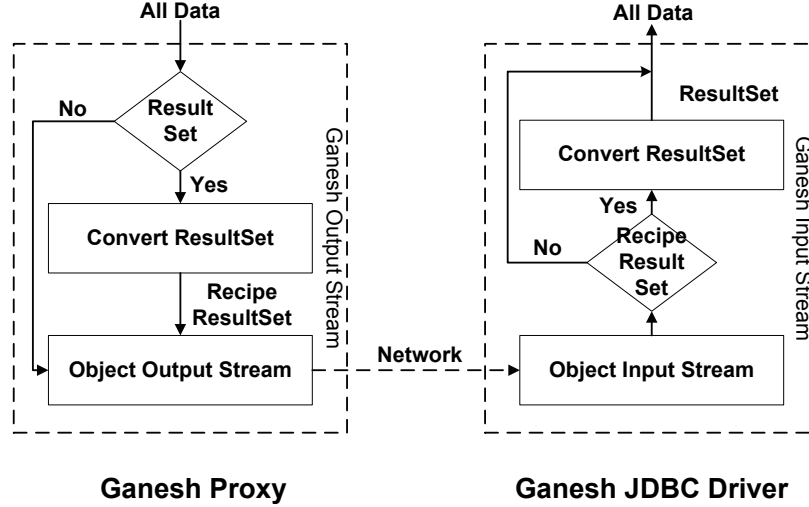 All Data
Result
Set
No
Yes
Convert ResultSet
Recipe
ResultSet
Object Output Stream
Ganesh Output
Stream
Network
All Data
ResultSet
Convert ResultSet
Yes
No
Recipe
Result
Set
Object Input Stream
Ganesh Input
Stream
Ganesh Proxy
Ganesh JDBC Driver